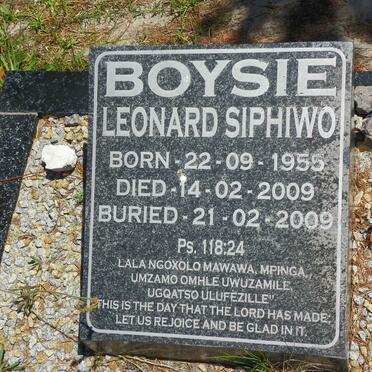 BOYSIE
LEONARD SIPHIWO
BORN - 22 - 09 - 1955
DIED - 14 - 02 - 2009
BURIED - 21 - 02 - 2009
Ps. 118:24
LALA NGOXOLO MAWAWA, MPINGA,
UMZAMO OMHLE UWUZAMILE,
UGQATSO ULUFEZILLE"
"THIS IS THE DAY THAT THE LORD HAS MADE;
LET US REJOICE AND BE GLAD IN IT.